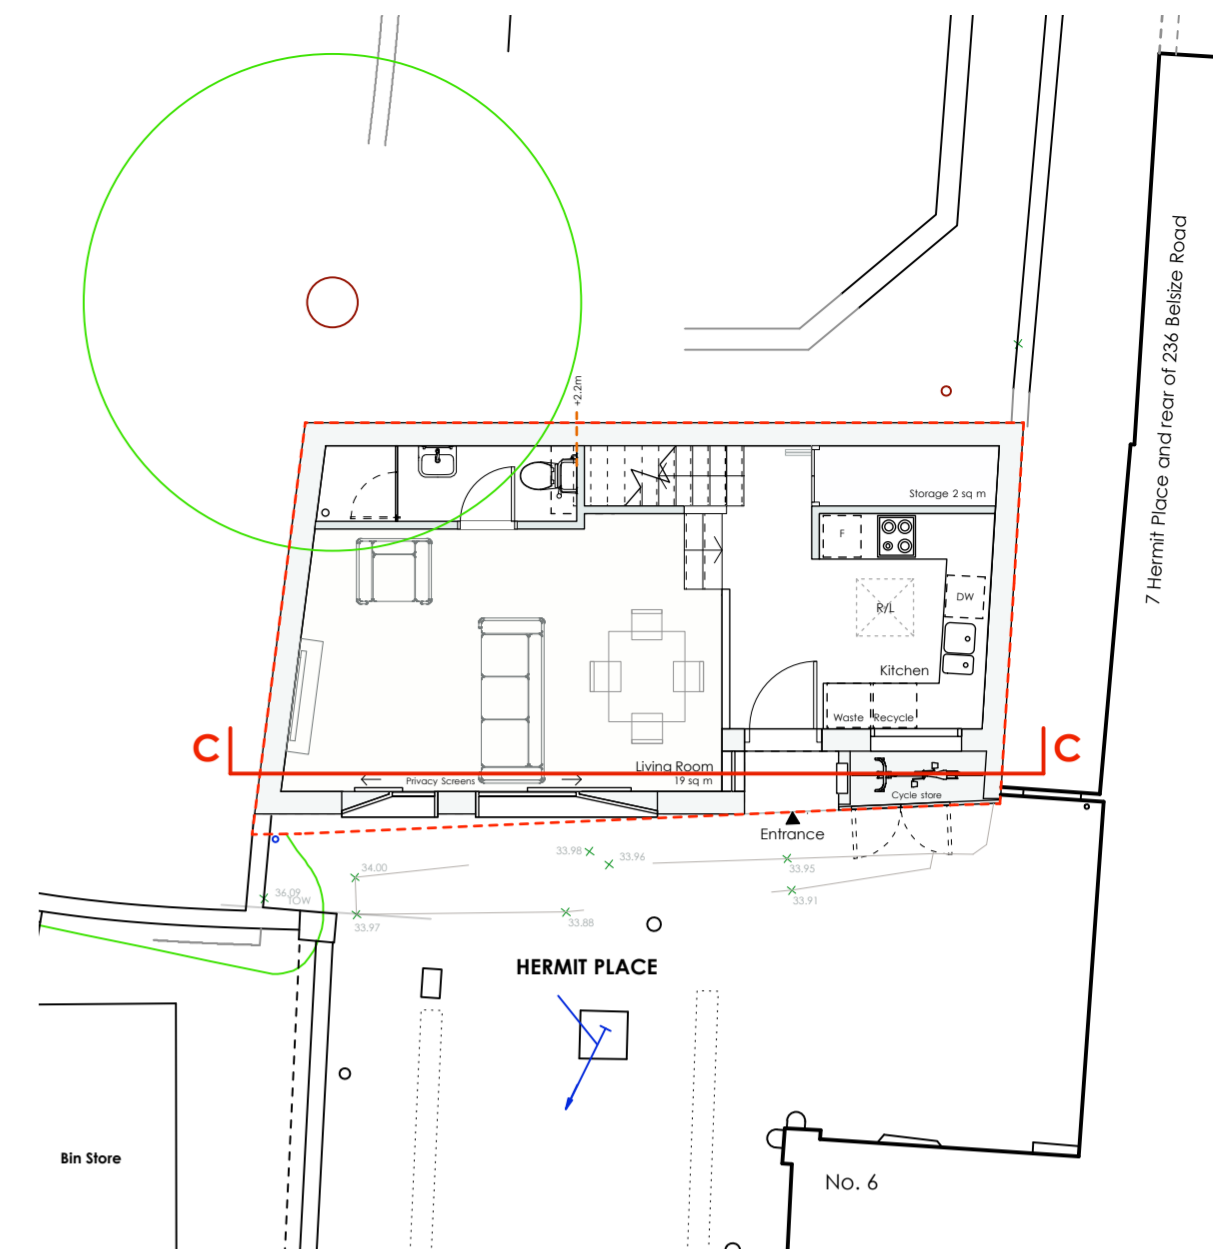 7 Hermit Place and rear of 236 Belsize Road
+2.2m
Storage 2 sq m
F
DW
R/L
Kitchen
Waste
Recycle
C
C
Living Room
19 sq m
Privacy Screens
Cycle store
Entrance
33.98
33.96
33.95
34.00
33.91
36.09
TOW
33.97
33.88
HERMIT PLACE
Bin Store
No. 6